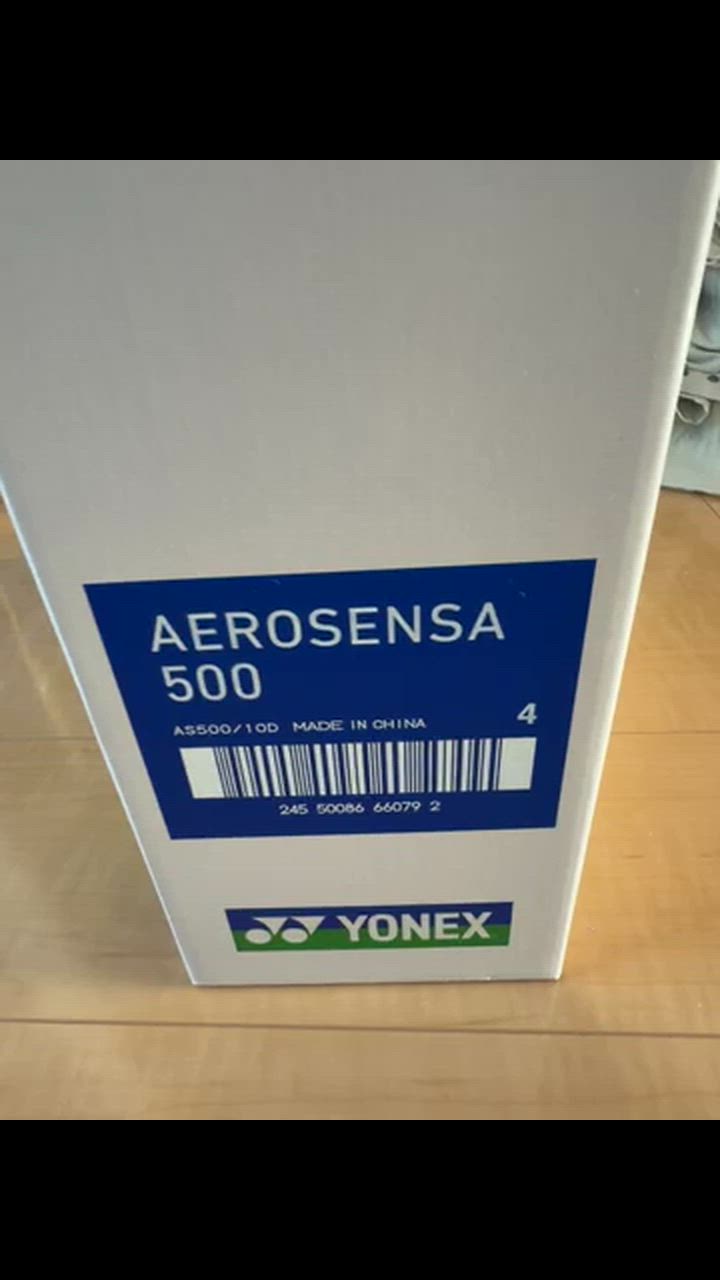 AEROSENSA
500
AS500/10D MADE IN CHINA 4
245 50086 66079 2
YONEX